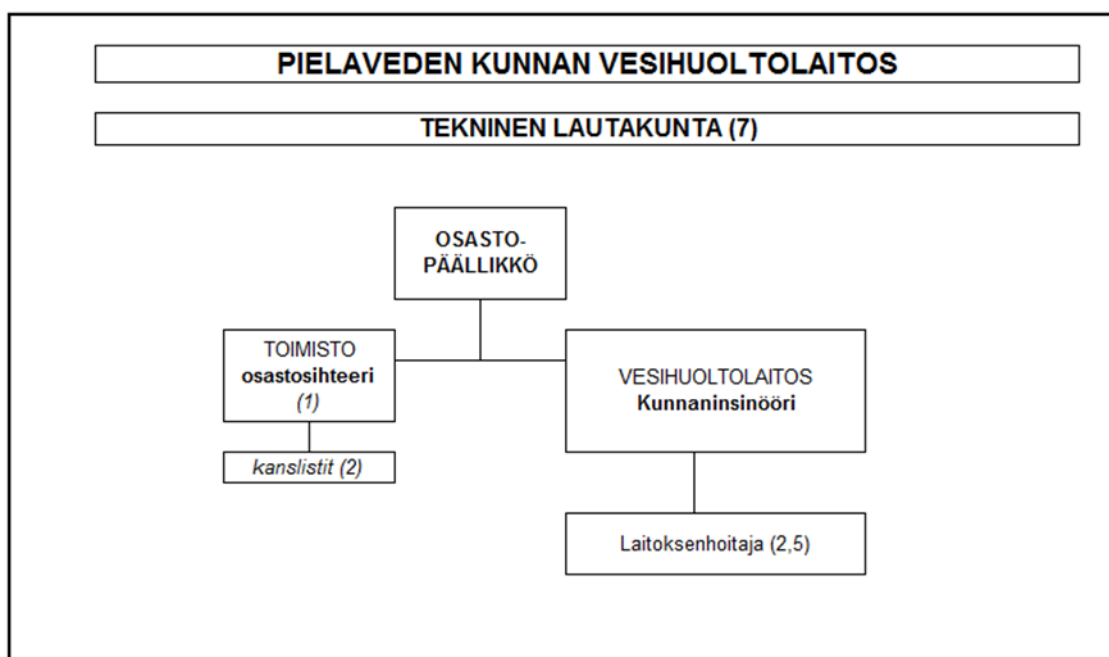 PIELAVEDEN KUNNAN VESIHUOLTOLAITOS
TEKNINEN LAUTAKUNTA (7)
OSASTO-
PÄÄLLIKKÖ
TOIMISTO
osastosihteeri
(1)
kanslistit (2)
VESIHUOLTOLAITOS
Kunnaninsinööri
Laitoksenhoitaja (2,5)